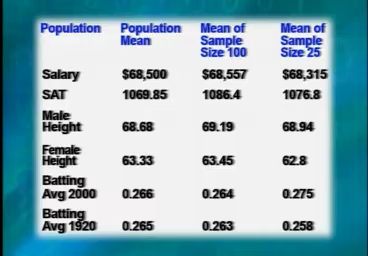 Population Population Mean of Mean of
Mean Sample Sample
Size 100 Size 25
Salary $68,500 $68,557 $68,315
SAT 1069.85 1086.4 1076.8
Male
Height 68.68 69.19 68.94
Female
Height 63.33 63.45 62.8
Batting
Avg 2000 0.266 0.264 0.275
Batting
Avg 1920 0.265 0.263 0.258